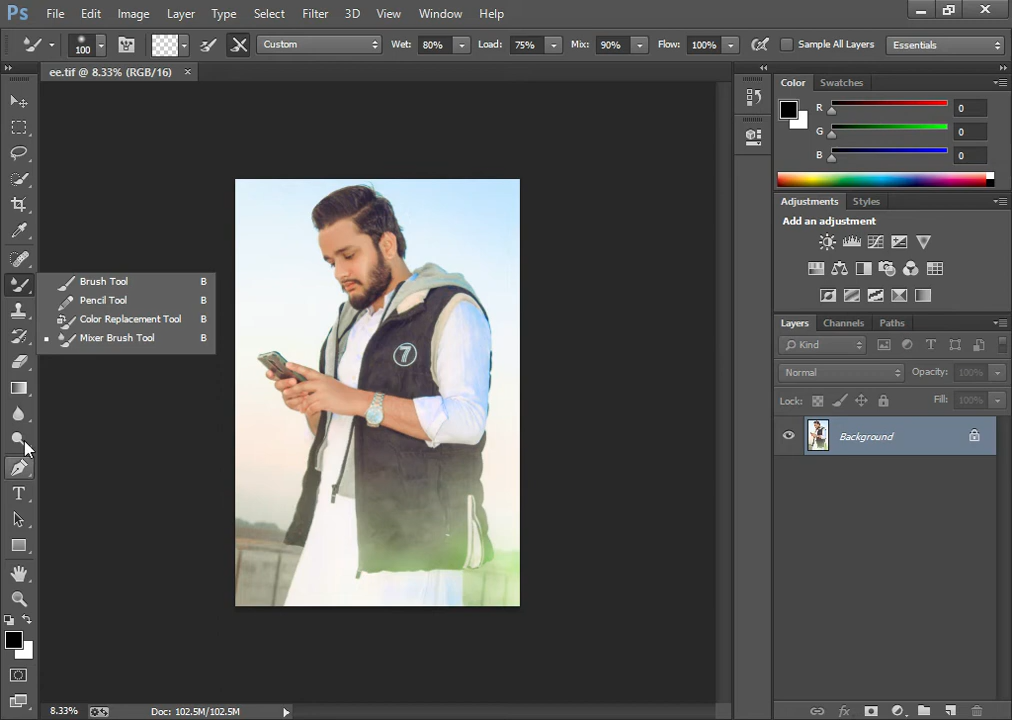 Ps File Edit Image Layer Type Select Filter 3D View Window Help
100 Custom Wet: 80% Load: 75% Mix: 90% Flow: 100% Sample All Layers Essentials
ee.tif @ 8.33% (RGB/16) ×
Color Swatches
R 0
G 0
B 0
Adjustments Styles
Add an adjustment
Brush Tool B
Pencil Tool B
Color Replacement Tool B
Mixer Brush Tool B
7
Layers Channels Paths
Kind
Normal Opacity: 100%
Lock: Fill: 100%
Background
T
8.33% Doc: 102.5M/102.5M
fx